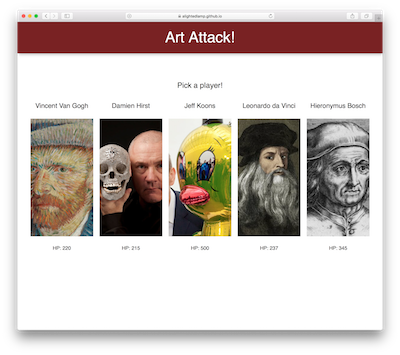 elightedlamp.github.io
Art Attack!
Pick a player!
Vincent Van Gogh
Damien Hirst
Jeff Koons
Leonardo da Vinci
Hieronymus Bosch
HP: 220
HP: 215
HP: 500
HP: 237
HP: 345